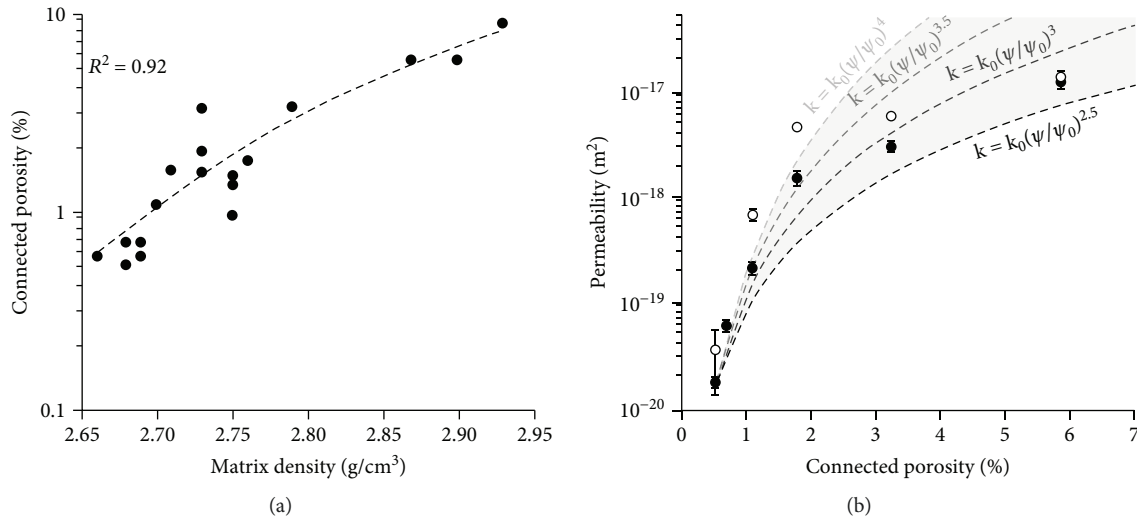 10
1
0.1
Connected porosity (%)
R² = 0.92
2.65 2.70 2.75 2.80 2.85 2.90 2.95
Matrix density (g/cm³)
(a)
10⁻¹⁷
10⁻¹⁸
10⁻¹⁹
10⁻²⁰
Permeability (m²)
k = k₀(ψ/ψ₀)⁴
k = k₀(ψ/ψ₀)³·⁵
k = k₀(ψ/ψ₀)³
k = k₀(ψ/ψ₀)²·⁵
0 1 2 3 4 5 6 7
Connected porosity (%)
(b)